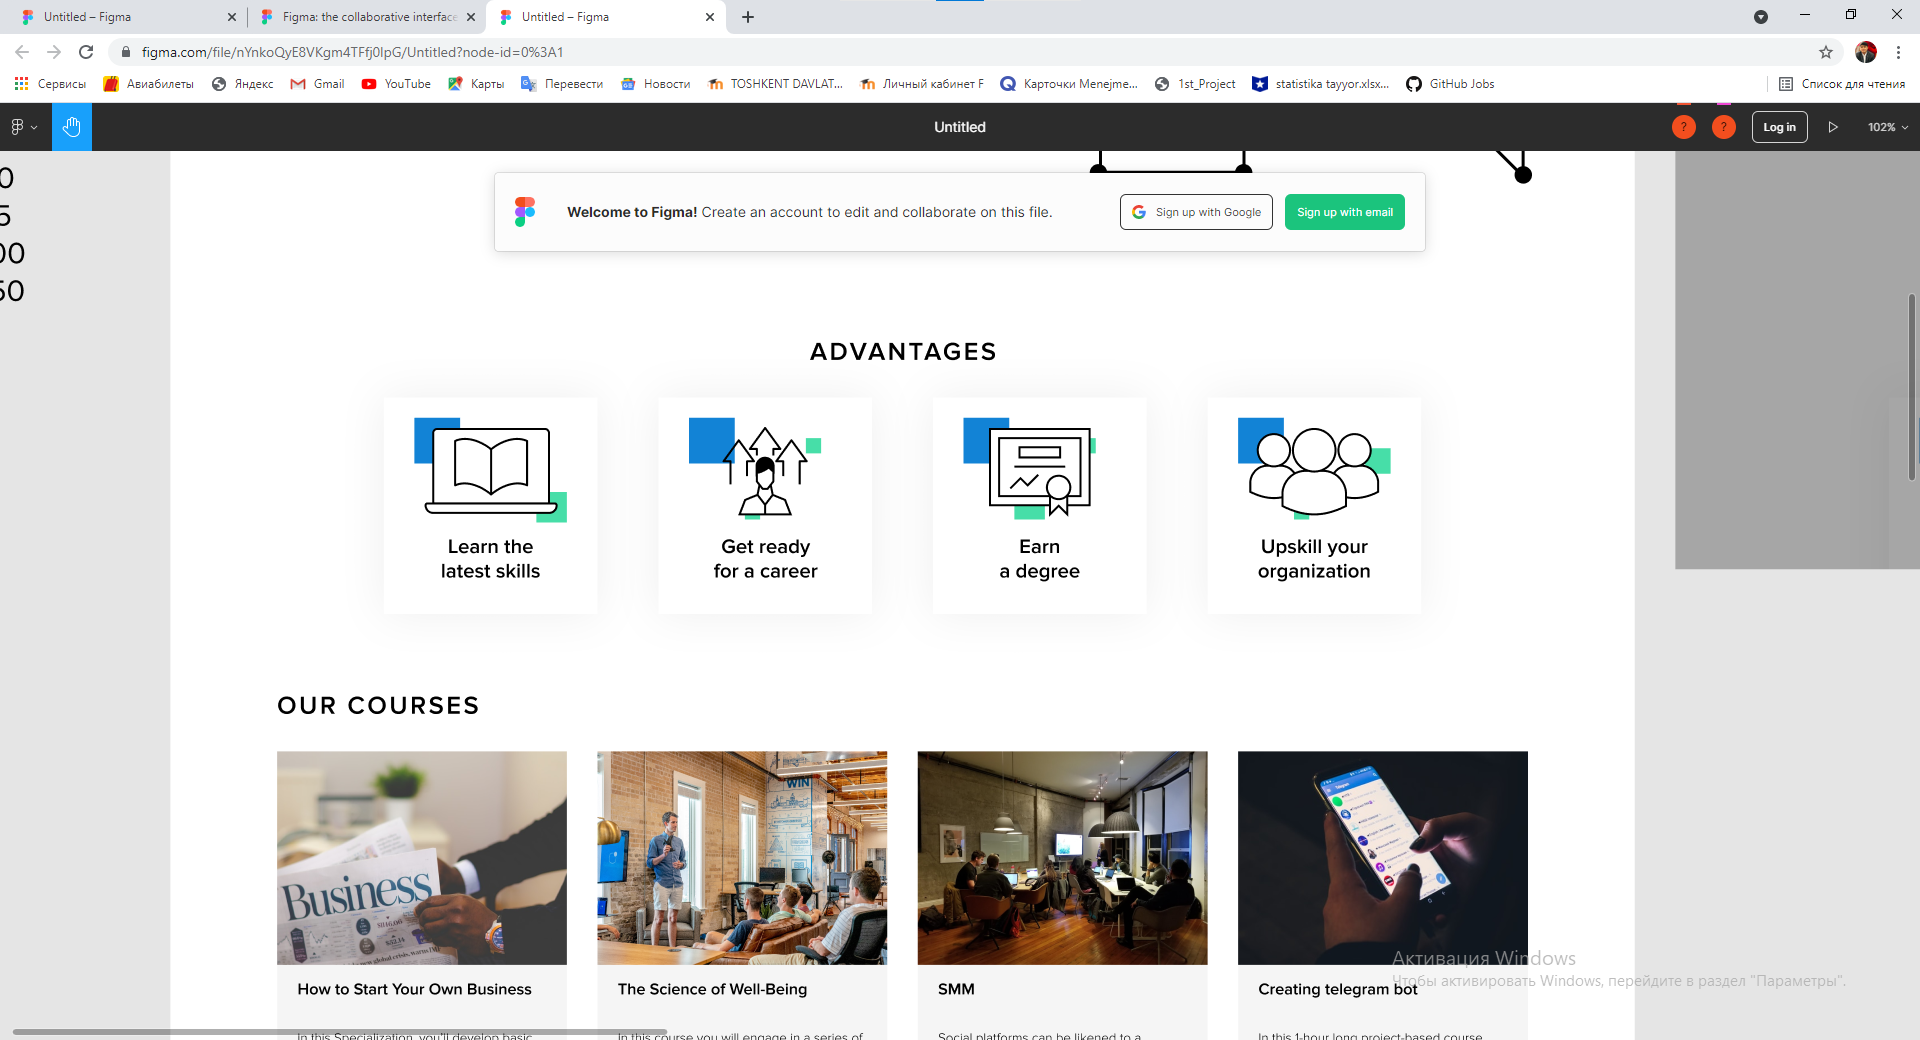 Untitled – Figma
Figma: the collaborative interface
Untitled – Figma
figma.com/file/nYnkoQyE8VKgm4TFfj0lpG/Untitled?node-id=0%3A1
Сервисы
Авиабилеты
Яндекс
Gmail
YouTube
Карты
Перевести
Новости
TOSHKENT DAVLAT...
Личный кабинет F
Карточки Menejme...
1st_Project
statistika tayyor.xlsx...
GitHub Jobs
Список для чтения
Untitled
?
?
Log in
102%
0
5
00
50
Welcome to Figma! Create an account to edit and collaborate on this file.
Sign up with Google
Sign up with email
ADVANTAGES
Learn the
latest skills
Get ready
for a career
Earn
a degree
Upskill your
organization
OUR COURSES
Business
WIN
How to Start Your Own Business
The Science of Well-Being
SMM
Creating telegram bot
In this Specialization, you'll develop basic
In this course you will engage in a series of
Social platforms can be likened to a
In this 1-hour long project-based course
Активация Windows
Чтобы активировать Windows, перейдите в раздел "Параметры".